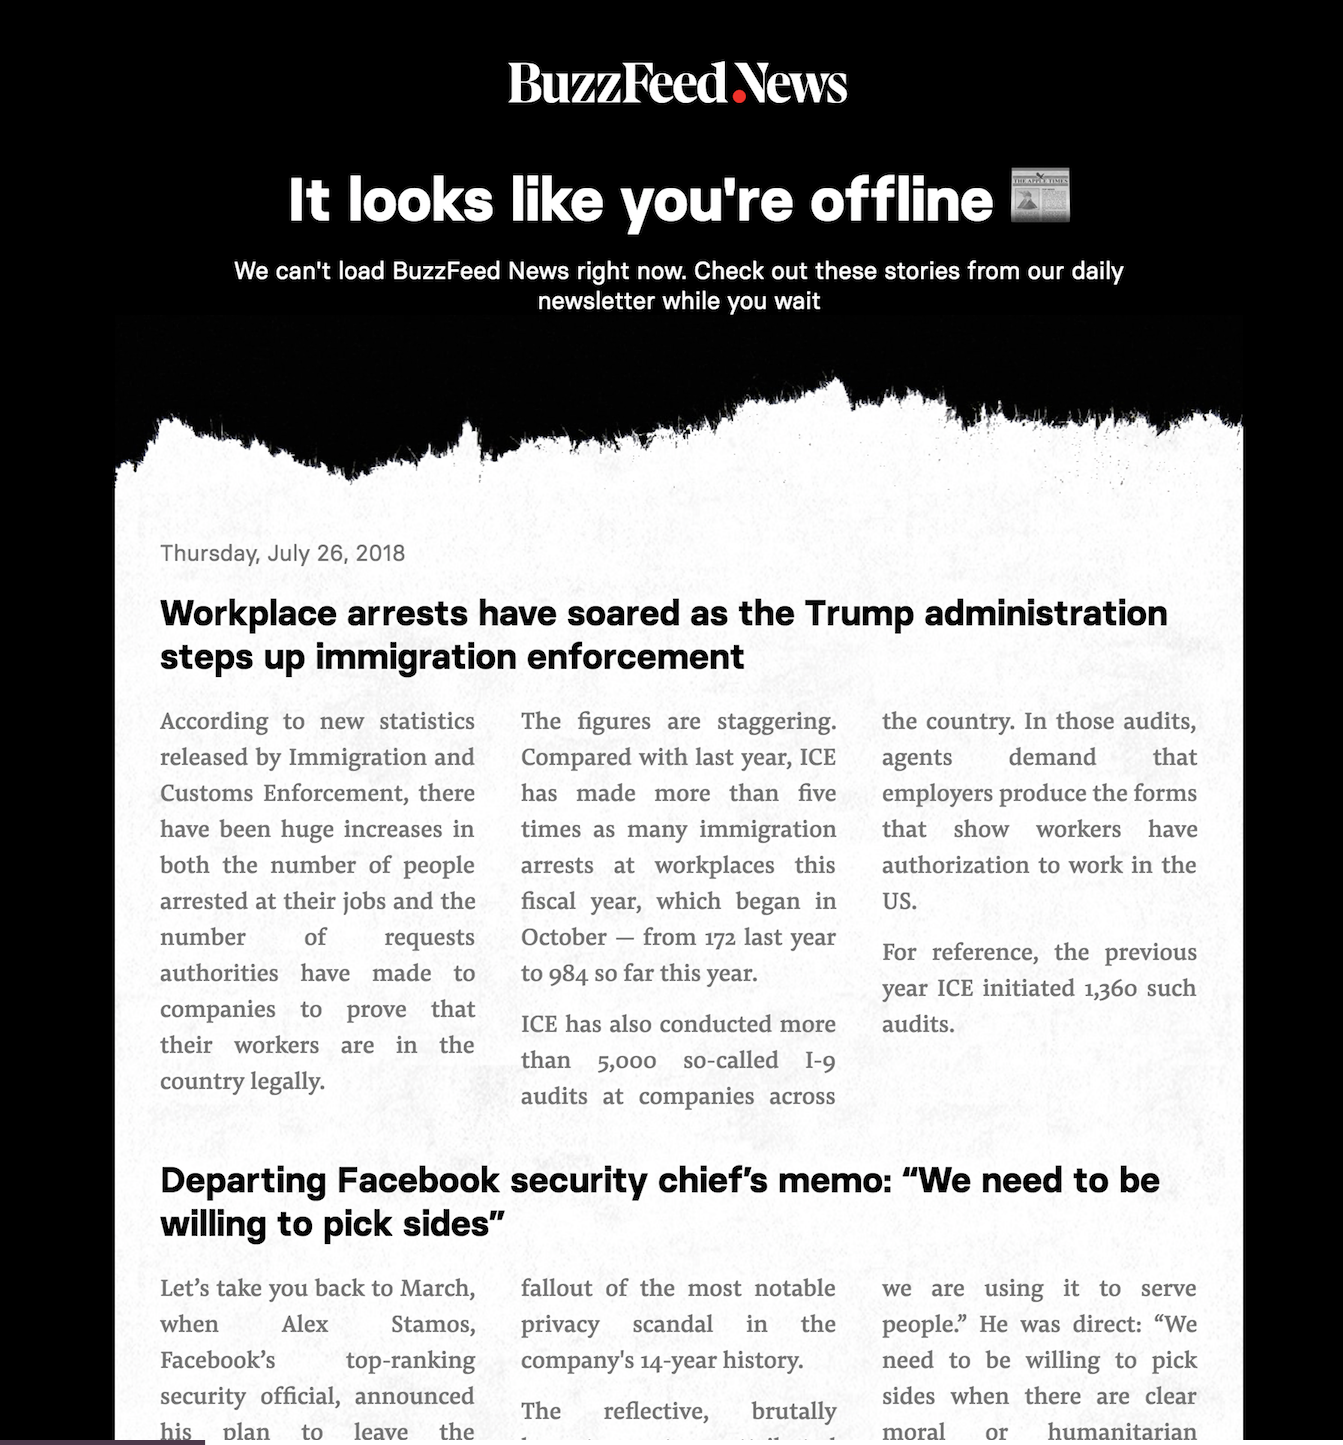 BuzzFeed News
It looks like you're offline
We can't load BuzzFeed News right now. Check out these stories from our daily
newsletter while you wait
Thursday, July 26, 2018
Workplace arrests have soared as the Trump administration
steps up immigration enforcement
According to new statistics
released by Immigration and
Customs Enforcement, there
have been huge increases in
both the number of people
arrested at their jobs and the
number of requests
authorities have made to
companies to prove that
their workers are in the
country legally.
The figures are staggering.
Compared with last year, ICE
has made more than five
times as many immigration
arrests at workplaces this
fiscal year, which began in
October — from 172 last year
to 984 so far this year.
ICE has also conducted more
than 5,000 so-called I-9
audits at companies across
the country. In those audits,
agents demand that
employers produce the forms
that show workers have
authorization to work in the
US.
For reference, the previous
year ICE initiated 1,360 such
audits.
Departing Facebook security chief’s memo: “We need to be
willing to pick sides”
Let’s take you back to March,
when Alex Stamos,
Facebook’s top-ranking
security official, announced
his plan to leave the
fallout of the most notable
privacy scandal in the
company's 14-year history.
The reflective, brutally
we are using it to serve
people.” He was direct: “We
need to be willing to pick
sides when there are clear
moral or humanitarian